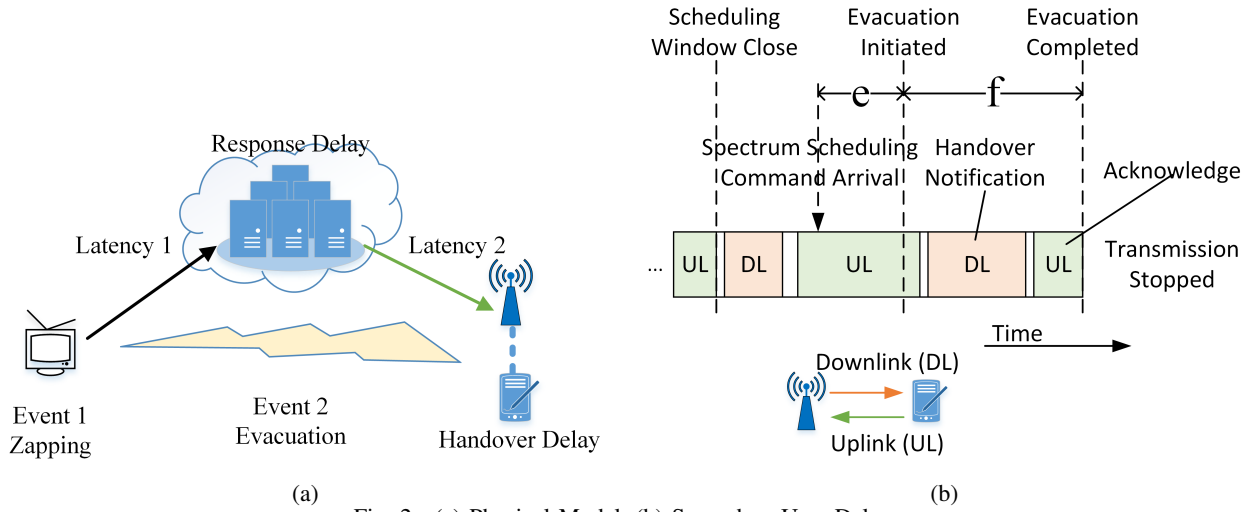 Response Delay
Latency 1
Latency 2
Event 1
Zapping
Event 2
Evacuation
Handover Delay
(a)
Scheduling
Window Close
Evacuation
Initiated
Evacuation
Completed
e
f
Spectrum Scheduling
Command Arrival
Handover
Notification
Acknowledge
... UL DL UL DL UL
Transmission
Stopped
Time
Downlink (DL)
Uplink (UL)
(b)